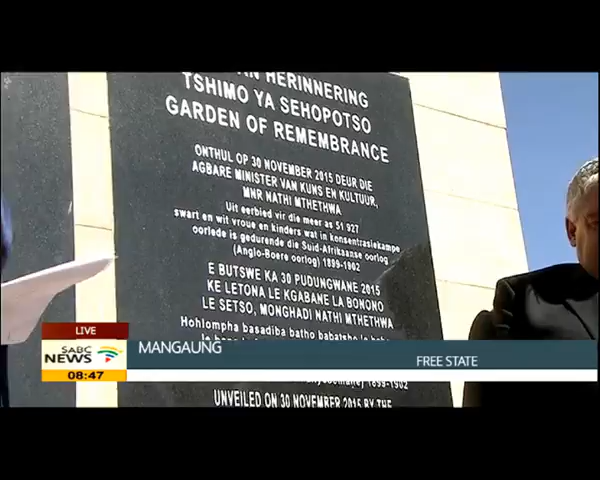 HERINNERING
TSHIMO YA SEHOPOTSO
GARDEN OF REMEMBRANCE
ONTHUL OP 30 NOVEMBER 2015 DEUR DIE
AGBARE MINISTER VAN KUNS EN KULTUUR,
MNR NATHI MTHETHWA
Uit eerbied vir die meer as 51 927
swart en wit vroue en kinders wat in konsentrasiekampe
oorlede is gedurende die Suid-Afrikaanse oorlog
(Anglo-Boere oorlog) 1899-1902
E BUTSWE KA 30 PUDUNGWANE 2015
KE LETONA LE KGABANE LA BONONO
LE SETSO, MONGHADI NATHI MTHETHWA
Hohlompha basadiba batho babatsho le
1899-1902
UNVEILED ON 30 NOVEMBER 2015 BY THE
LIVE
SABC
NEWS
08:47
MANGAUNG
FREE STATE